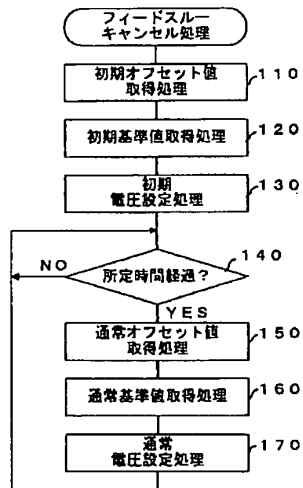 フィードスルー
キャンセル処理
初期オフセット値
取得処理
110
初期基準値取得処理
120
初期
電圧設定処理
130
140
NO
所定時間経過?
YES
通常オフセット値
取得処理
150
通常基準値取得処理
160
通常
電圧設定処理
170